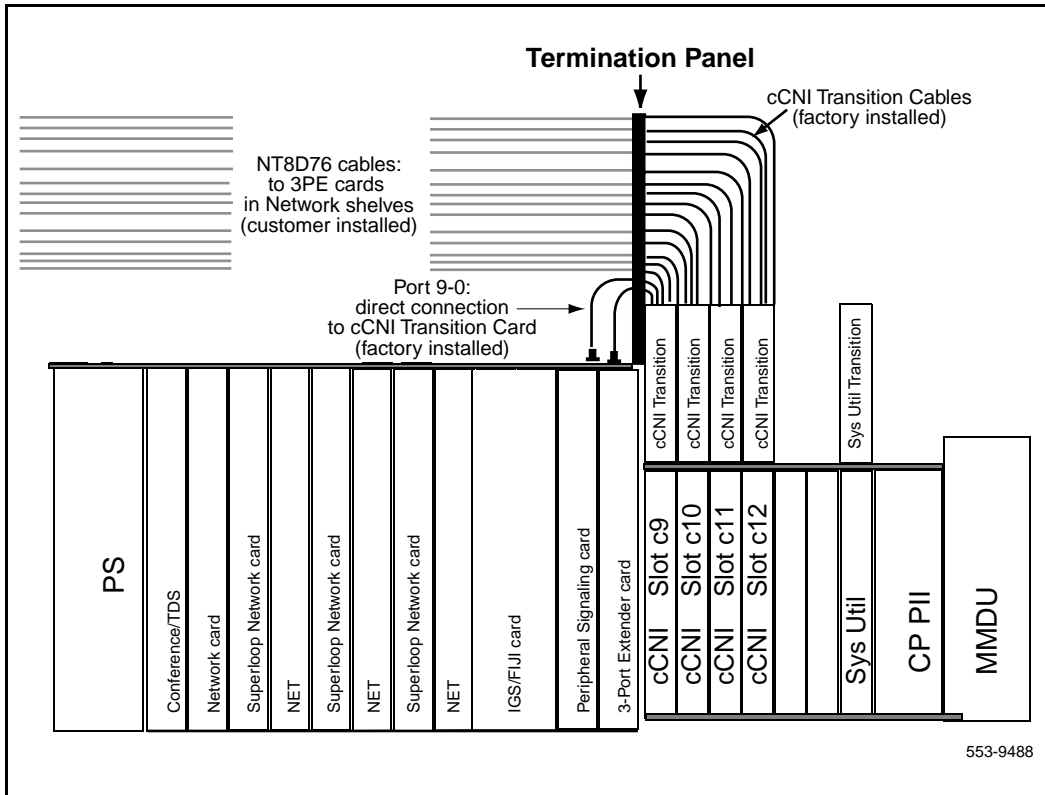 Termination Panel
cCNI Transition Cables
(factory installed)
NT8D76 cables:
to 3PE cards
in Network shelves
(customer installed)
Port 9-0:
direct connection
to cCNI Transition Card
(factory installed)
cCNI Transition
cCNI Transition
cCNI Transition
cCNI Transition
Sys Util Transition
PS
Conference/TDS
Network card
Superloop Network card
NET
Superloop Network card
NET
Superloop Network card
NET
IGS/FIJI card
Peripheral Signaling card
3-Port Extender card
cCNI Slot c9
cCNI Slot c10
cCNI Slot c11
cCNI Slot c12
Sys Util
CP PII
MMDU
553-9488